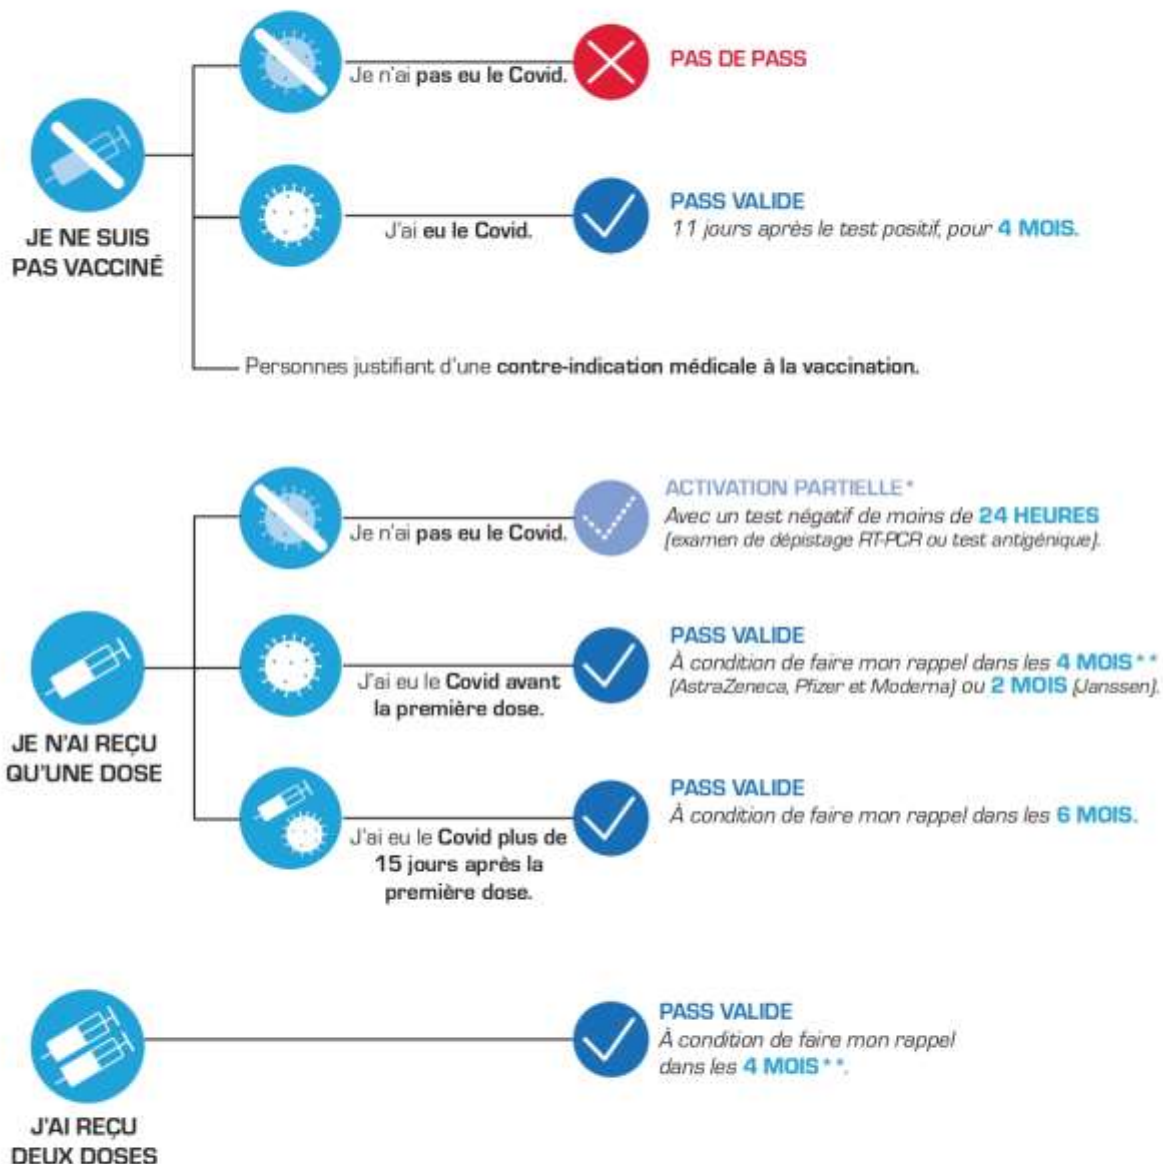 Je n'ai pas eu le Covid.
PAS DE PASS
JE NE SUIS
PAS VACCINÉ
J'ai eu le Covid.
PASS VALIDE
11 jours après le test positif, pour 4 MOIS.
Personnes justifiant d'une contre-indication médicale à la vaccination.
Je n'ai pas eu le Covid.
ACTIVATION PARTIELLE*
Avec un test négatif de moins de 24 HEURES
(examen de dépistage RT-PCR ou test antigénique).
JE N'AI REÇU
QU'UNE DOSE
J'ai eu le Covid avant
la première dose.
PASS VALIDE
À condition de faire mon rappel dans les 4 MOIS**
(AstraZeneca, Pfizer et Moderna) ou 2 MOIS (Janssen).
J'ai eu le Covid plus de
15 jours après la
première dose.
PASS VALIDE
À condition de faire mon rappel dans les 6 MOIS.
J'AI REÇU
DEUX DOSES
PASS VALIDE
À condition de faire mon rappel
dans les 4 MOIS**.